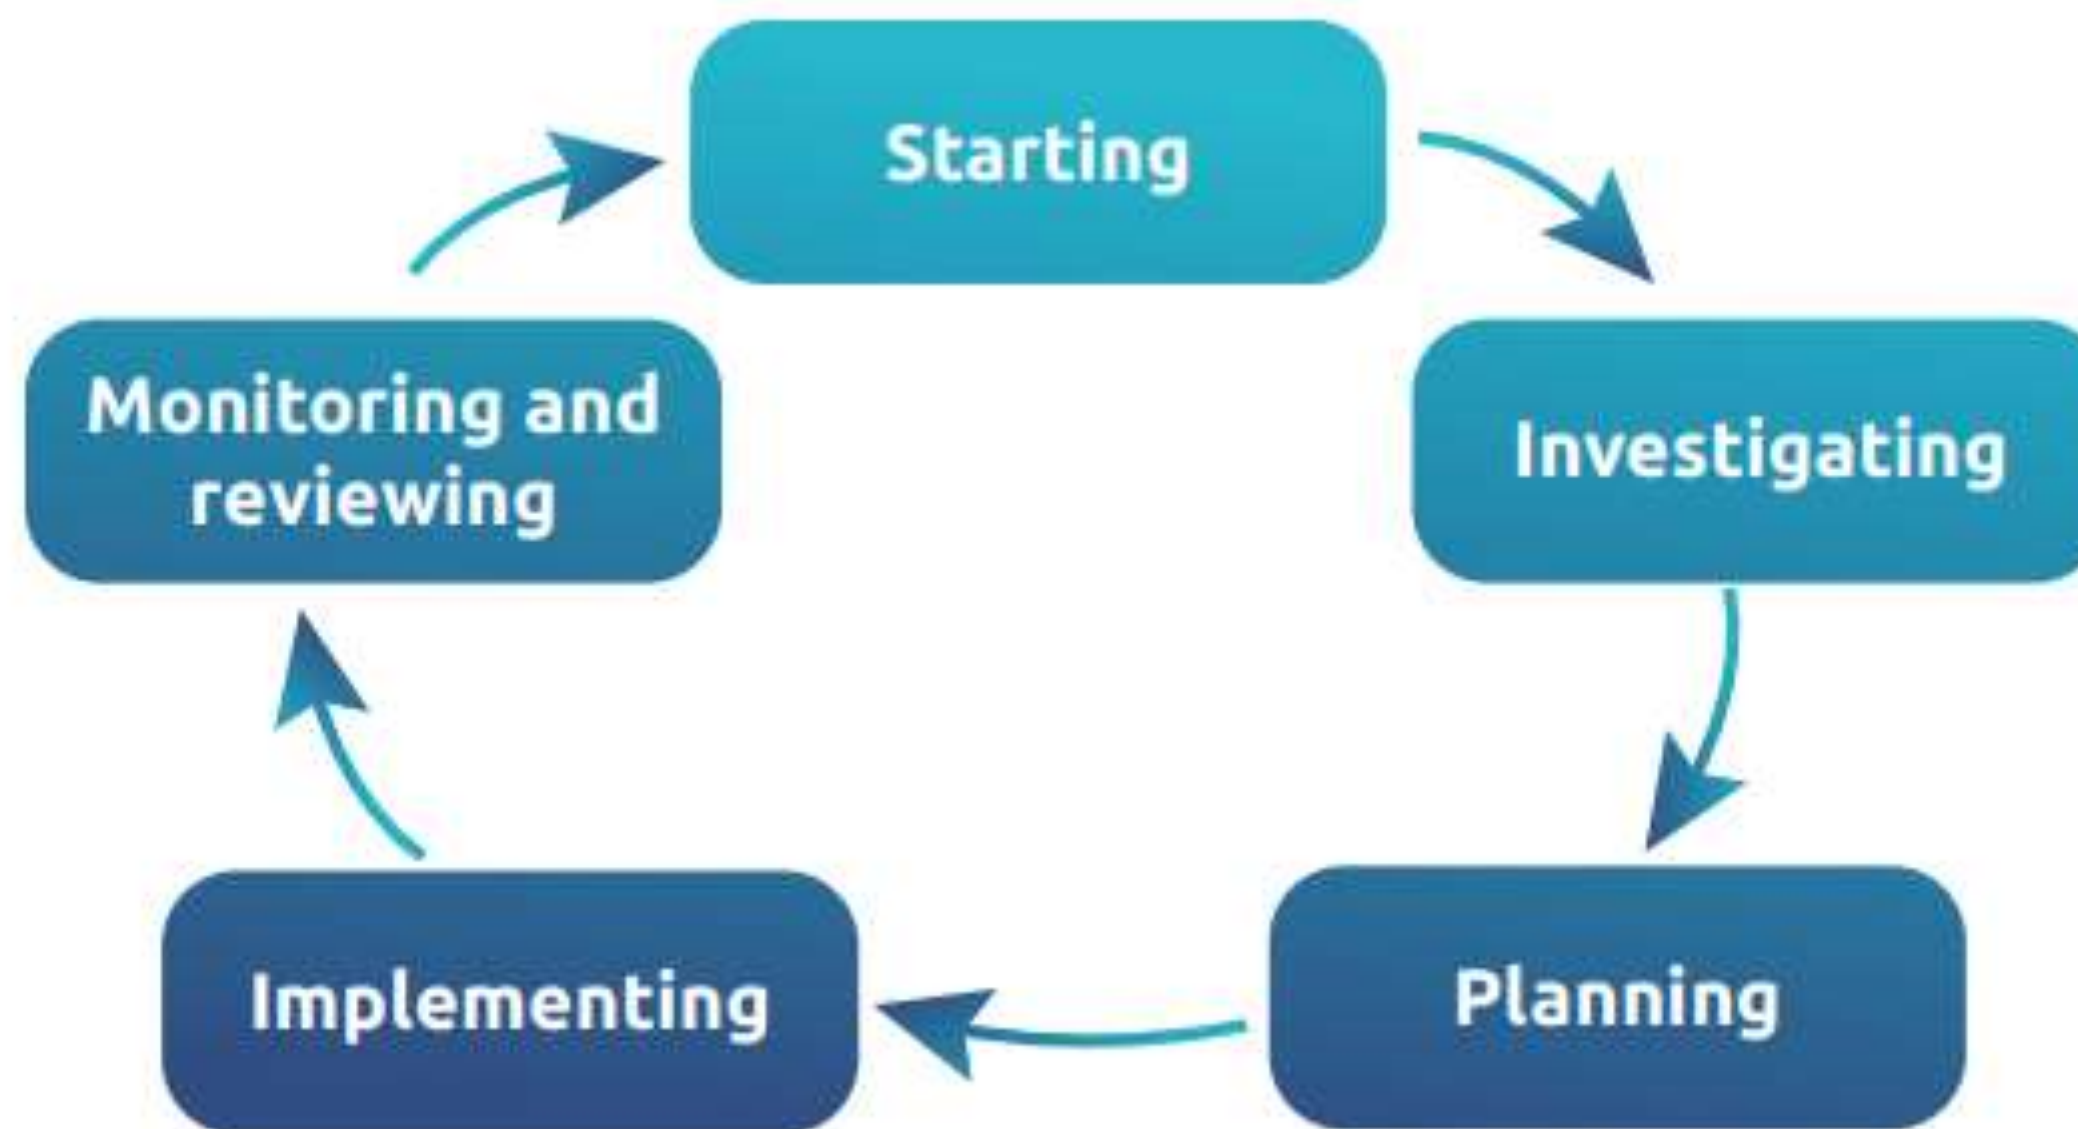 Starting
Investigating
Planning
Implementing
Monitoring and
reviewing